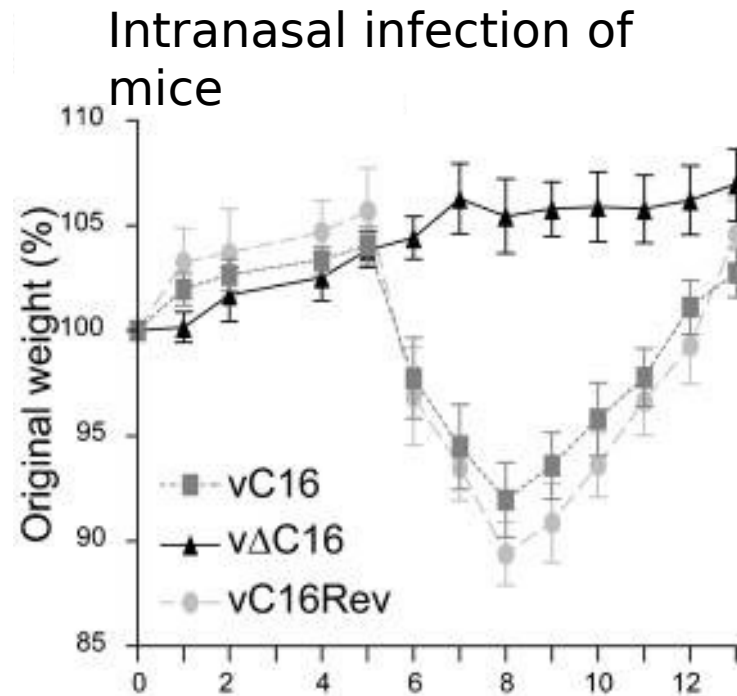 Intranasal infection of
mice
110
105
100
95
90
85
Original weight (%)
vC16
vΔC16
vC16Rev
0 2 4 6 8 10 12